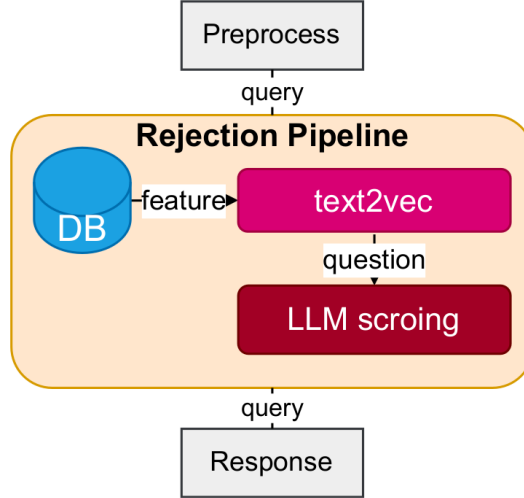 Preprocess
query
Rejection Pipeline
DB
feature
text2vec
question
LLM scroing
query
Response